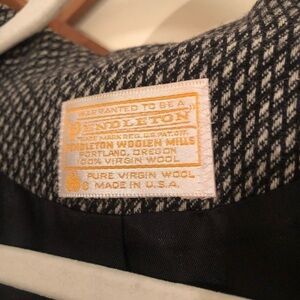 WARRANTED TO BE A
PENDLETON
TRADE MARK REG. U.S. PAT. OFF.
PENDLETON WOOLEN MILLS
PORTLAND, OREGON
100% VIRGIN WOOL
PURE VIRGIN WOOL
MADE IN U.S.A.